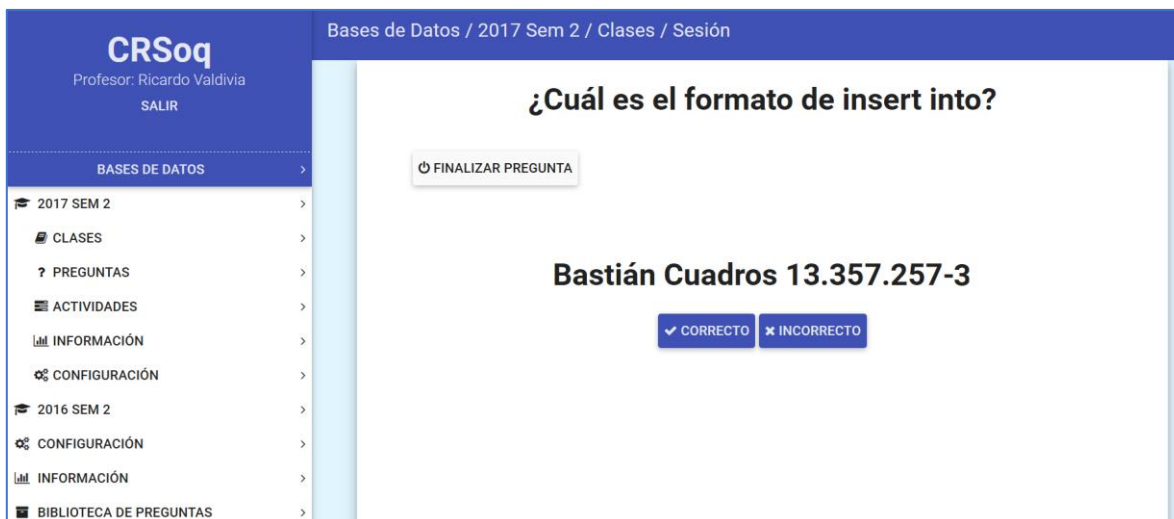 CRSoq
Profesor: Ricardo Valdivia
SALIR
BASES DE DATOS
2017 SEM 2
CLASES
? PREGUNTAS
ACTIVIDADES
INFORMACIÓN
CONFIGURACIÓN
2016 SEM 2
CONFIGURACIÓN
INFORMACIÓN
BIBLIOTECA DE PREGUNTAS
Bases de Datos / 2017 Sem 2 / Clases / Sesión
¿Cuál es el formato de insert into?
FINALIZAR PREGUNTA
Bastián Cuadros 13.357.257-3
CORRECTO
INCORRECTO